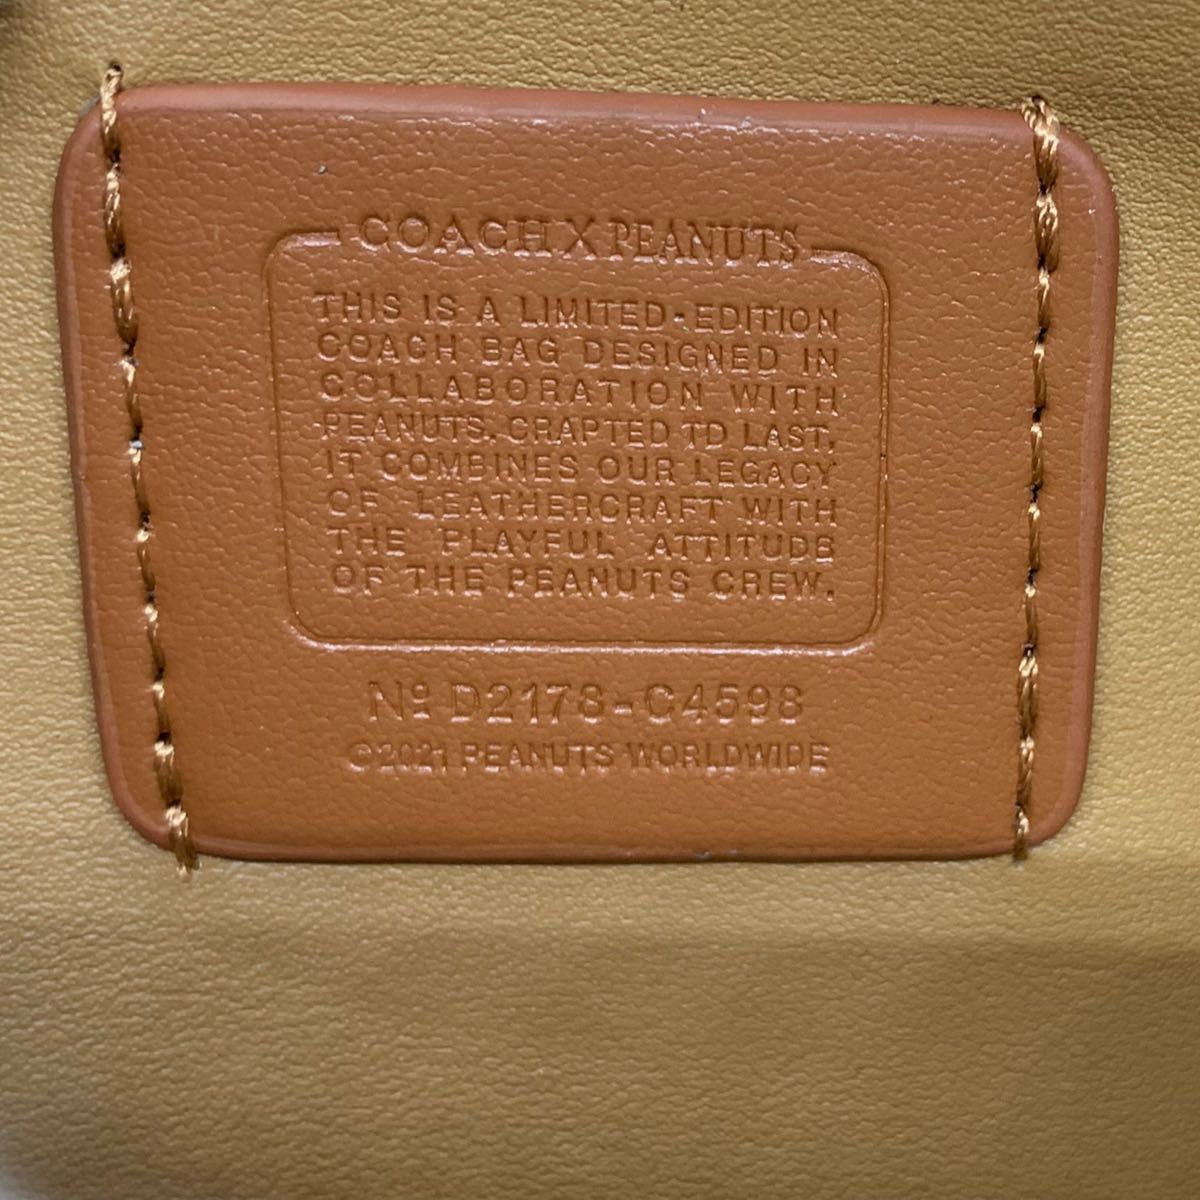 COACH X PEANUTS
THIS IS A LIMITED-EDITION
COACH BAG DESIGNED IN
COLLABORATION WITH
PEANUTS. CRAPTED TD LAST,
IT COMBINES OUR LEGACY
OF LEATHERCRAFT WITH
THE PLAYFUL ATTITUDE
OF THE PEANUTS CREW.
Nº D2178-C4598
©2021 PEANUTS WORLDWIDE